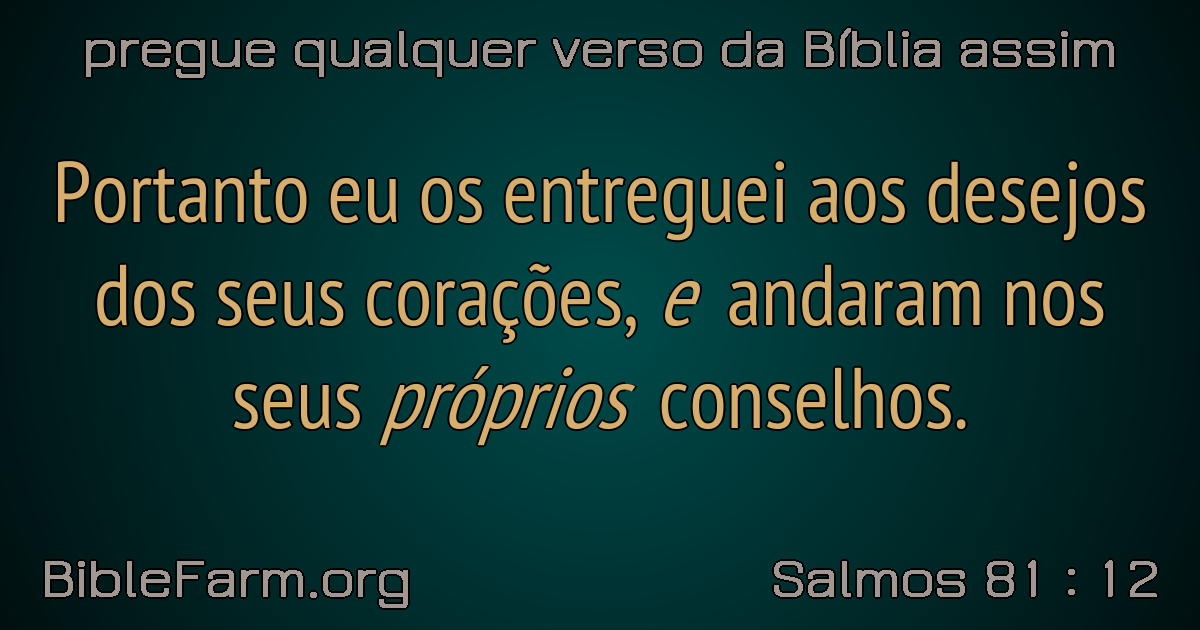 pregue qualquer verso da Bíblia assim
Portanto eu os entreguei aos desejos
dos seus corações, e andaram nos
seus próprios conselhos.
BibleFarm.org
Salmos 81 : 12